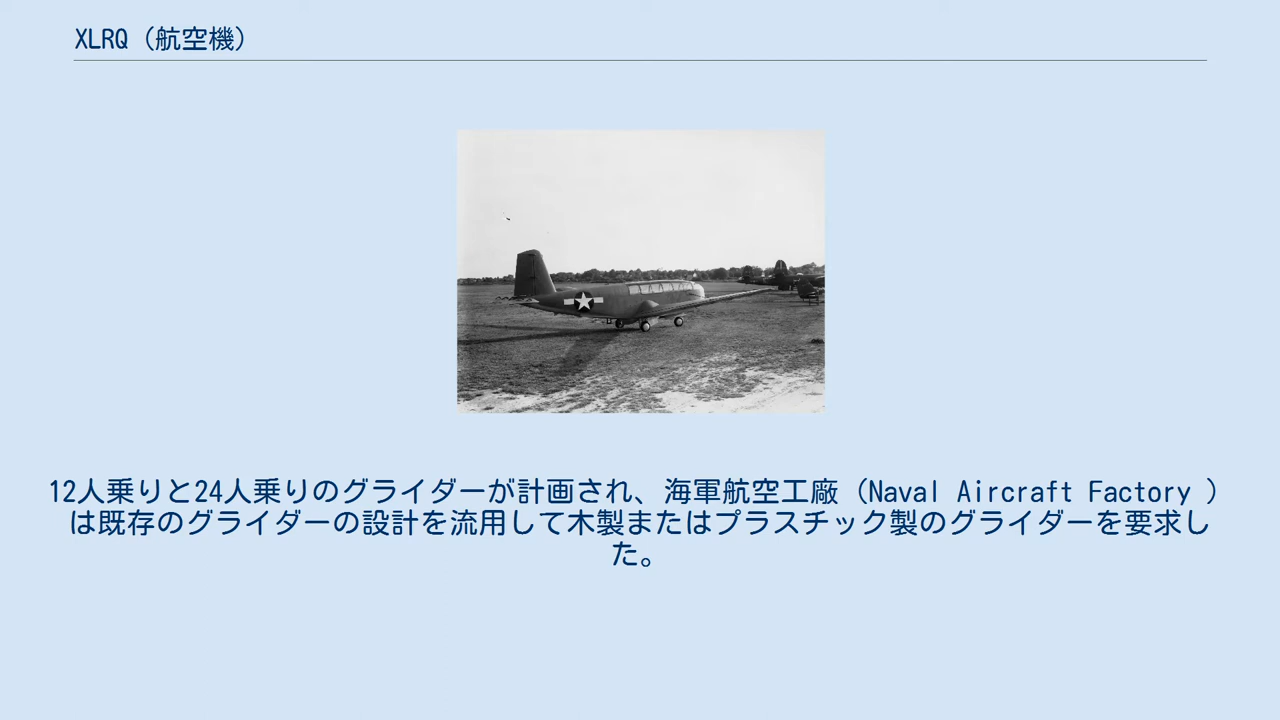 XLRQ（航空機）
12人乗りと24人乗りのグライダーが計画され、海軍航空工廠（Naval Aircraft Factory ）
は既存のグライダーの設計を流用して木製またはプラスチック製のグライダーを要求し
た。